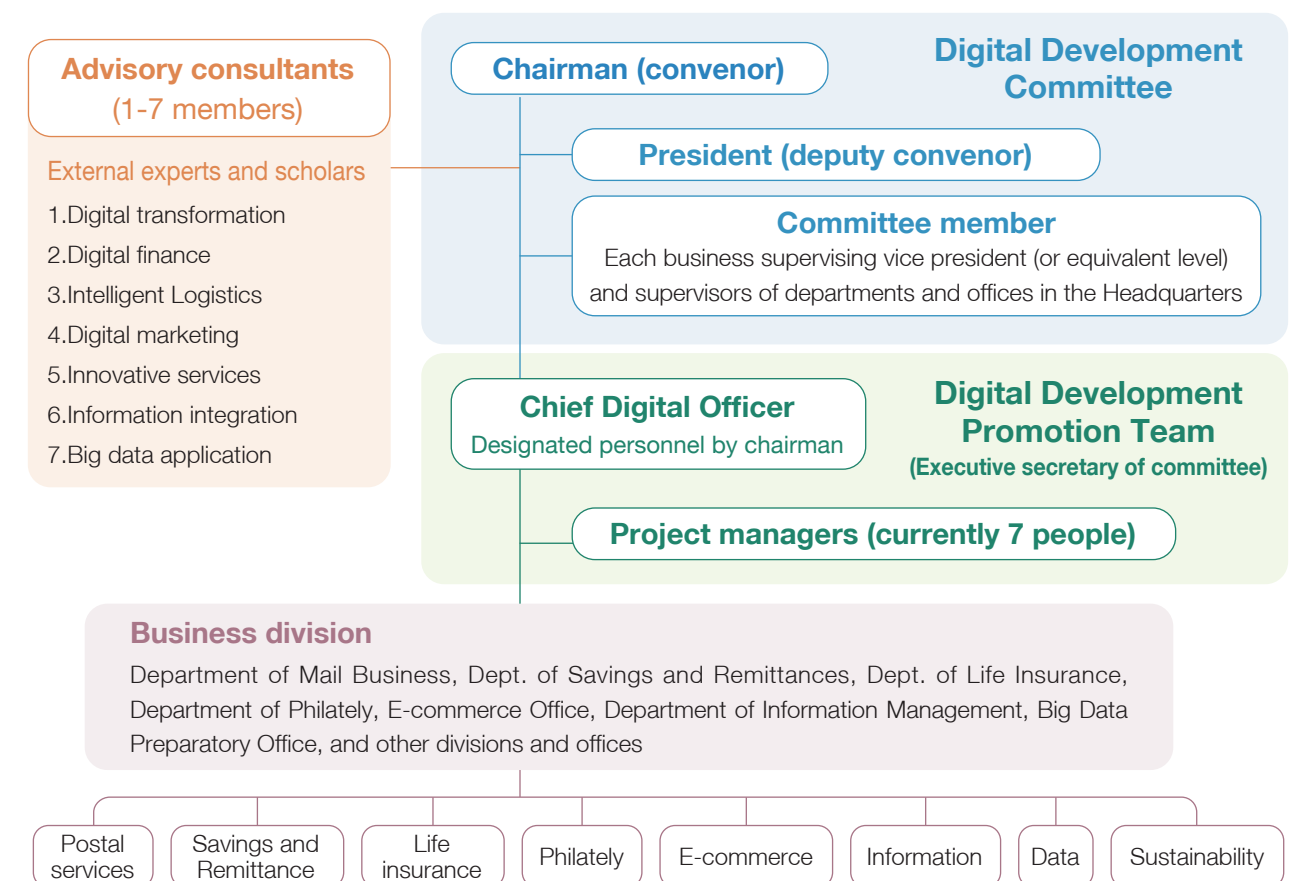 Advisory consultants
(1-7 members)
External experts and scholars
1.Digital transformation
2.Digital finance
3.Intelligent Logistics
4.Digital marketing
5.Innovative services
6.Information integration
7.Big data application
Digital Development
Committee
Chairman (convenor)
President (deputy convenor)
Committee member
Each business supervising vice president (or equivalent level)
and supervisors of departments and offices in the Headquarters
Digital Development
Promotion Team
(Executive secretary of committee)
Chief Digital Officer
Designated personnel by chairman
Project managers (currently 7 people)
Business division
Department of Mail Business, Dept. of Savings and Remittances, Dept. of Life Insurance,
Department of Philately, E-commerce Office, Department of Information Management, Big Data
Preparatory Office, and other divisions and offices
Postal
services
Savings and
Remittance
Life
insurance
Philately
E-commerce
Information
Data
Sustainability